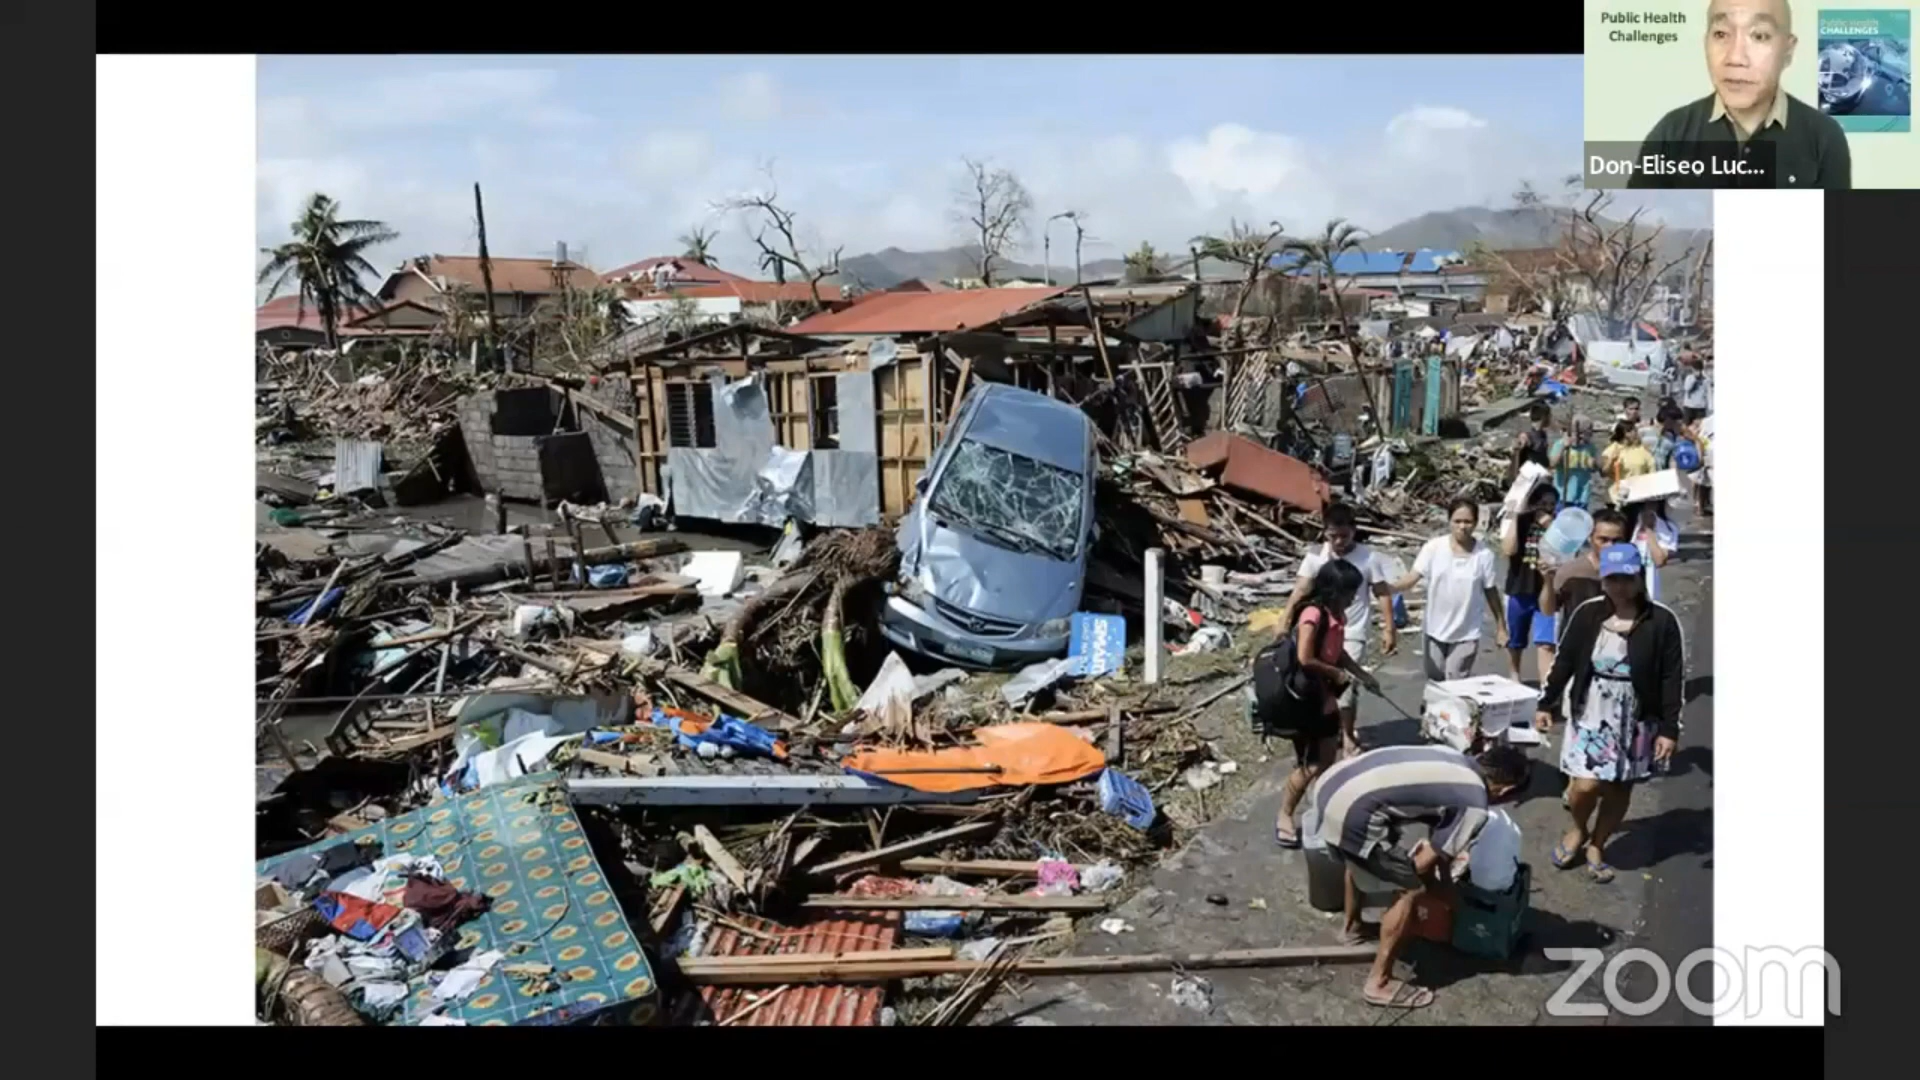 Public Health
Challenges
Public Health
CHALLENGES
Don-Eliseo Luc...
SMART
zoom